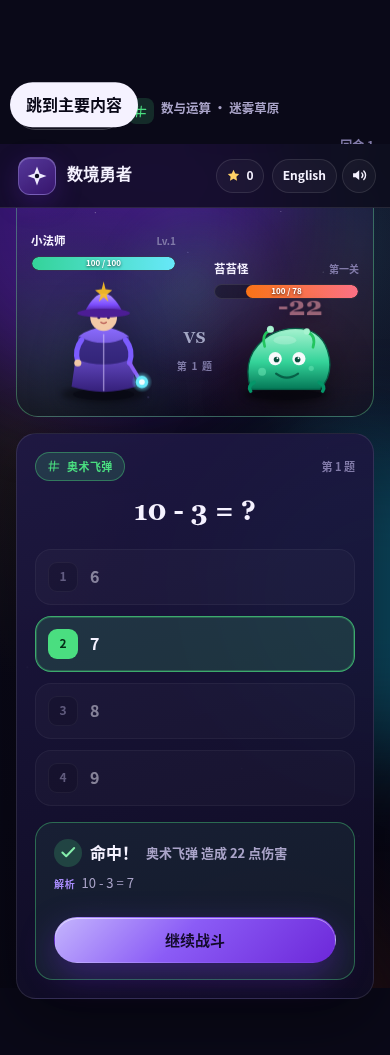 跳到主要内容
数与运算 · 迷雾草原
数境勇者
0
English
小法师
Lv.1
100 / 100
苔苔怪
第一关
100 / 78
-22
VS
第 1 题
奥术飞弹
第 1 题
10 - 3 = ?
1 6
2 7
3 8
4 9
命中！ 奥术飞弹 造成 22 点伤害
解析 10 - 3 = 7
继续战斗